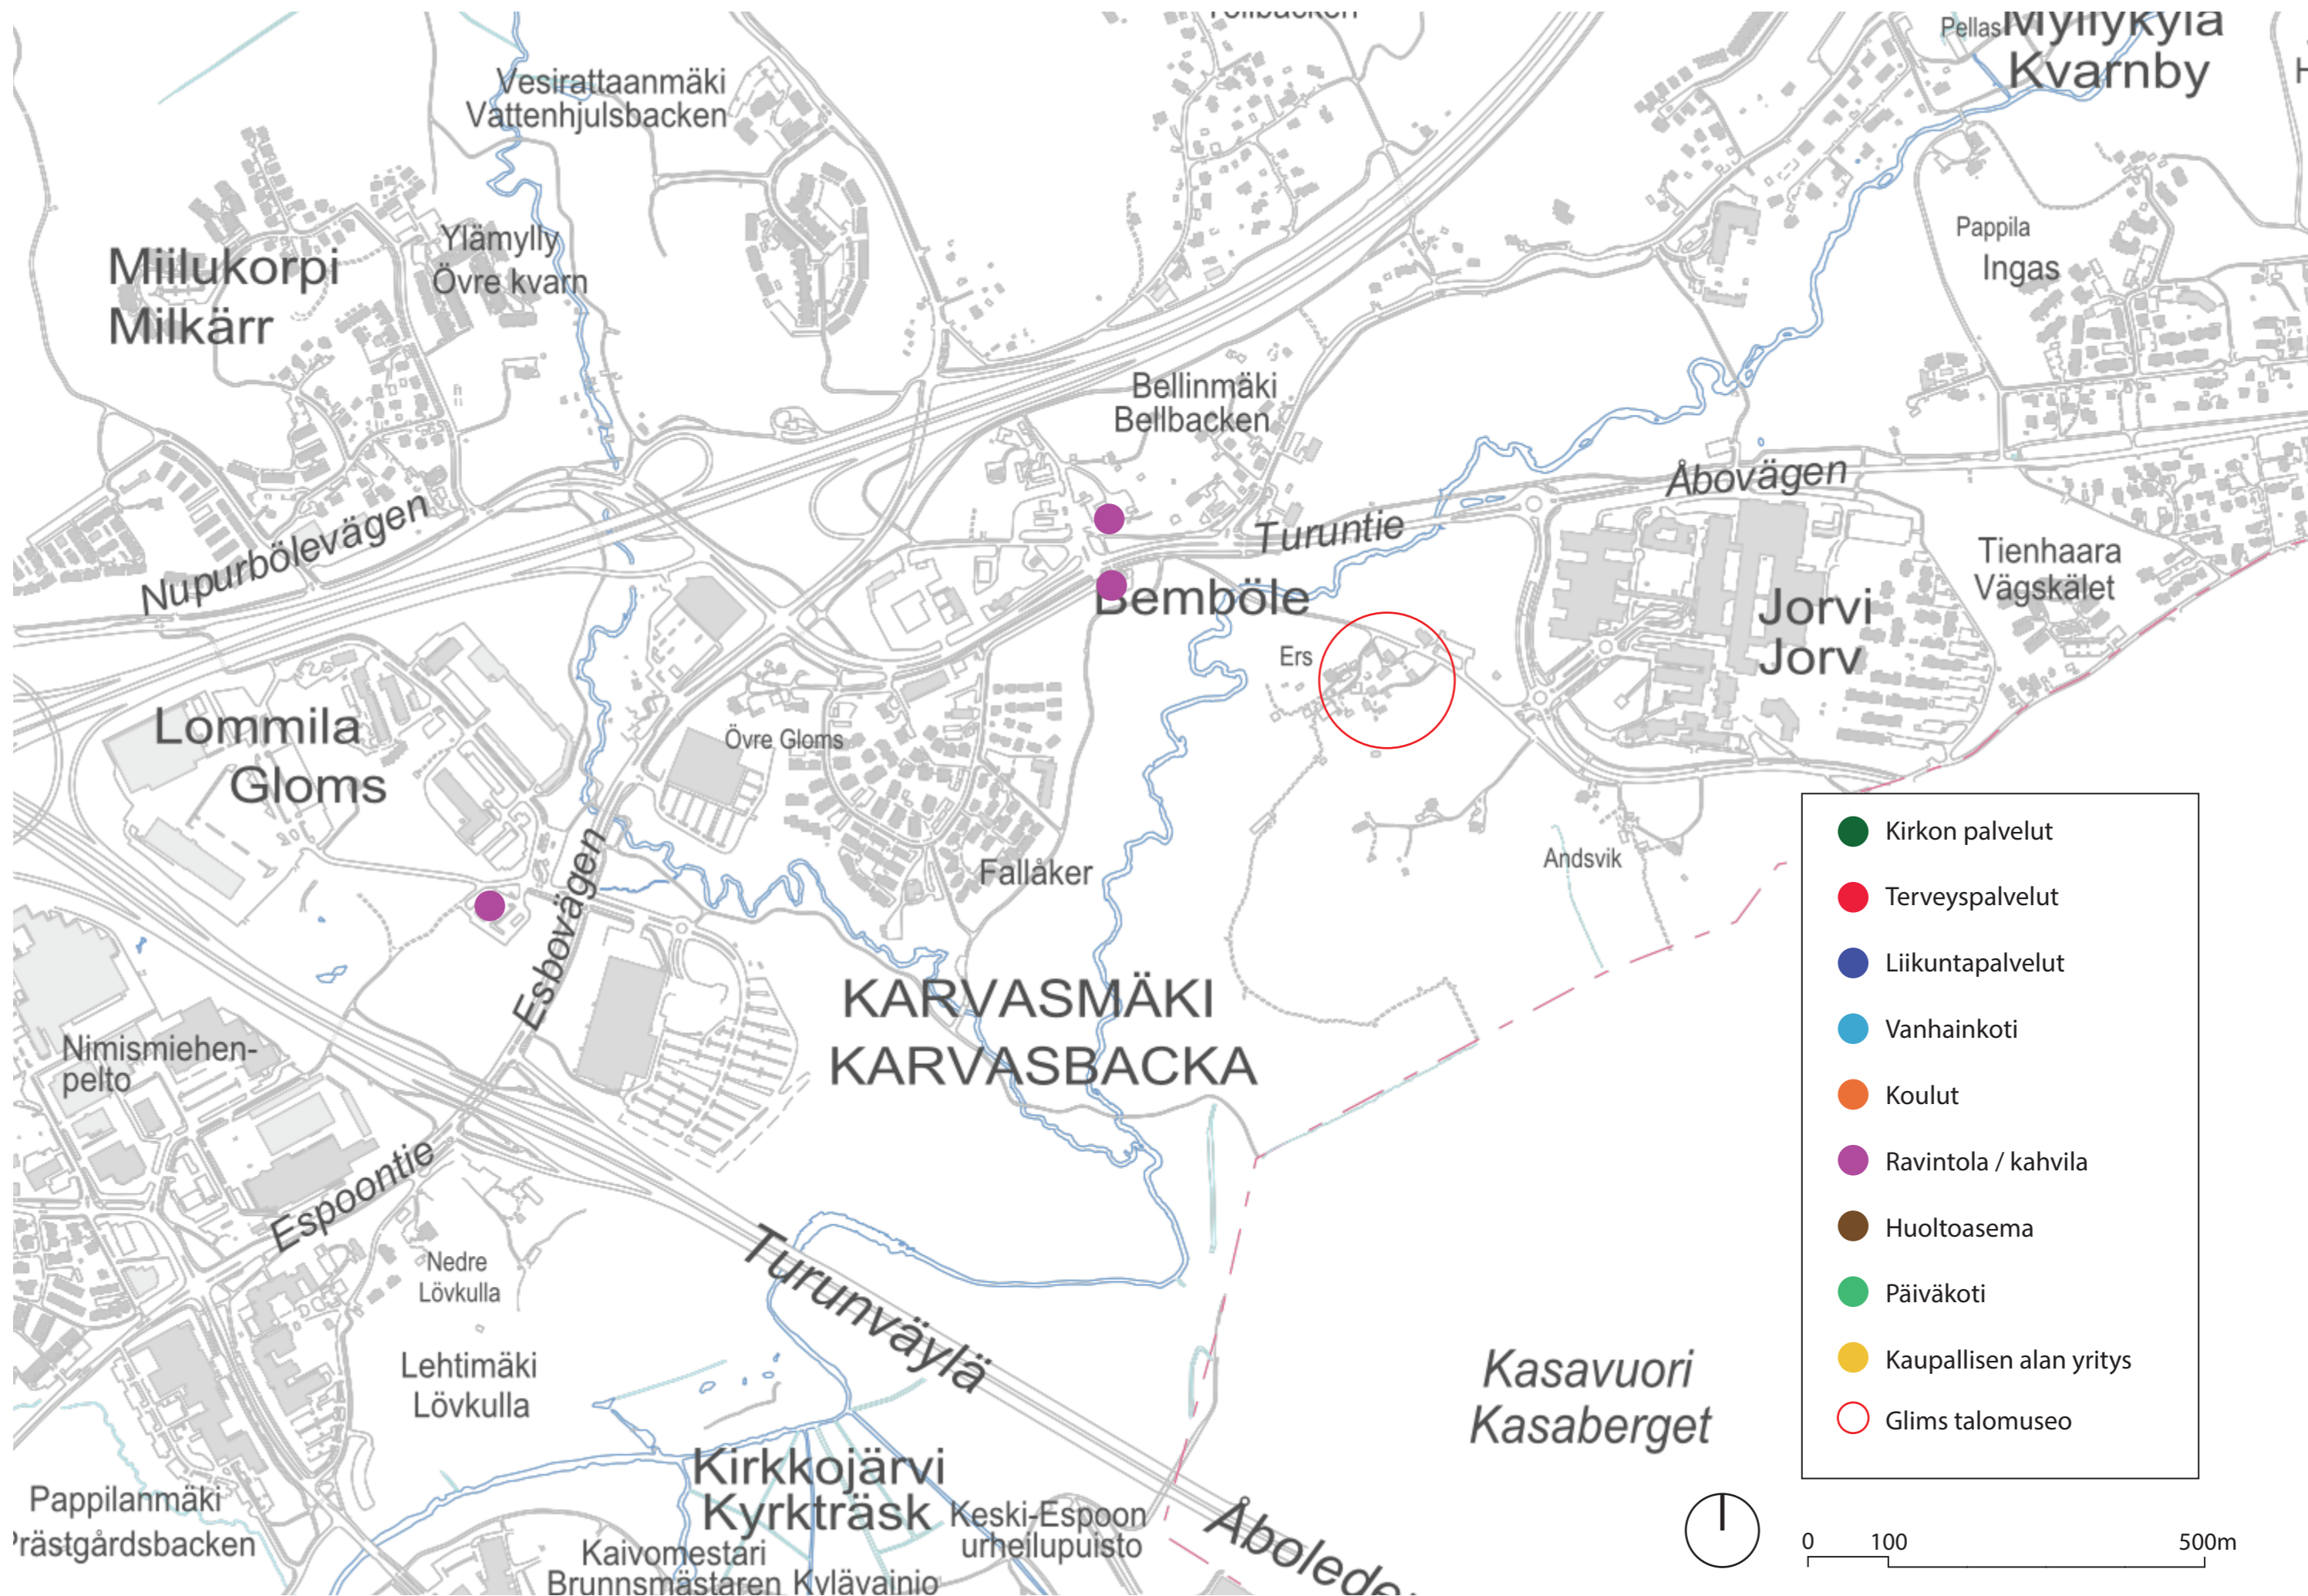 Pellas
Myllykylä
Kvarnby
Vesirattaanmäki
Vattenhjulsbacken
Ylämylly
Övre kvarn
Miilukorpi
Milkärr
Pappila
Ingas
Bellinmäki
Bellbacken
Åbovägen
Turuntie
Nupurbölevägen
Bemböle
Tienhaara
Vägskälet
Jorvi
Jorv
Ers
Lommila
Gloms
Övre Gloms
Fallåker
Andsvik
Esbovägen
KARVASMÄKI
KARVASBACKA
Nimismiehen-
pelto
Espoontie
Nedre
Lövkulla
Turunväylä
Lehtimäki
Lövkulla
Kasavuori
Kasaberget
Kirkkojärvi
Kyrkträsk
Keski-Espoon
urheilupuisto
Pappilanmäki
Prästgårdsbacken
Kaivomestari
Brunnsmästaren
Kylävainio
Kirkon palvelut
Terveyspalvelut
Liikuntapalvelut
Vanhainkoti
Koulut
Ravintola / kahvila
Huoltoasema
Päiväkoti
Kaupallisen alan yritys
Glims talomuseo
0 100 500m